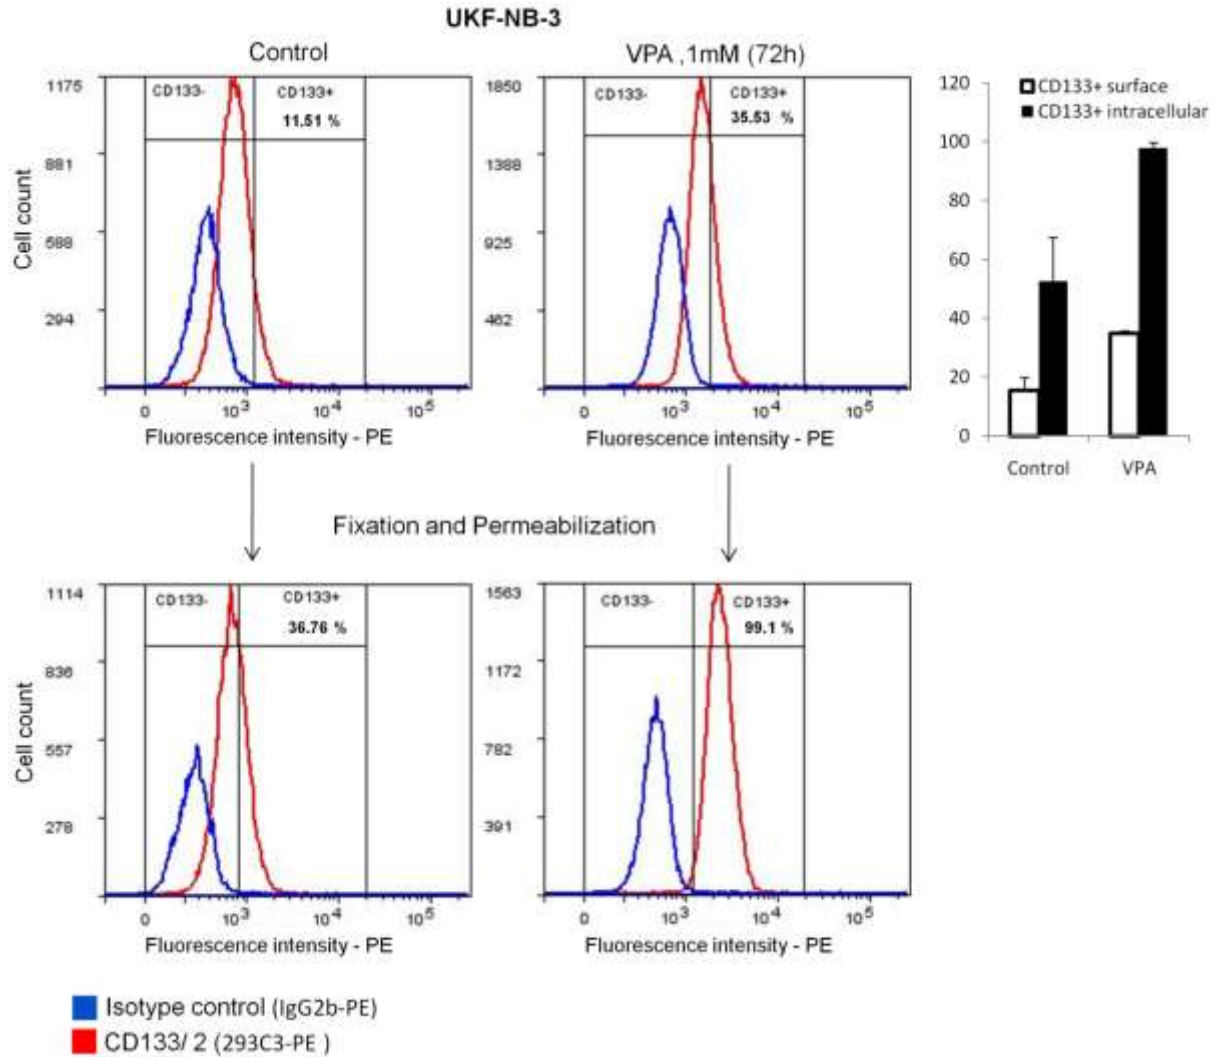 UKF-NB-3
Control
VPA ,1mM (72h)
1175
881
588
294
Cell count
CD133-
CD133+
11.51 %
0 10³ 10⁴ 10⁵
Fluorescence intensity - PE
1850
1388
925
462
CD133-
CD133+
35.53 %
0 10³ 10⁴ 10⁵
Fluorescence intensity - PE
120
100
80
60
40
20
0
CD133+ surface
CD133+ intracellular
Control VPA
Fixation and Permeabilization
1114
836
557
278
Cell count
CD133-
CD133+
36.76 %
0 10³ 10⁴ 10⁵
Fluorescence intensity - PE
1563
1172
782
391
CD133-
CD133+
99.1 %
0 10³ 10⁴ 10⁵
Fluorescence intensity - PE
Isotype control (IgG2b-PE)
CD133/ 2 (293C3-PE )